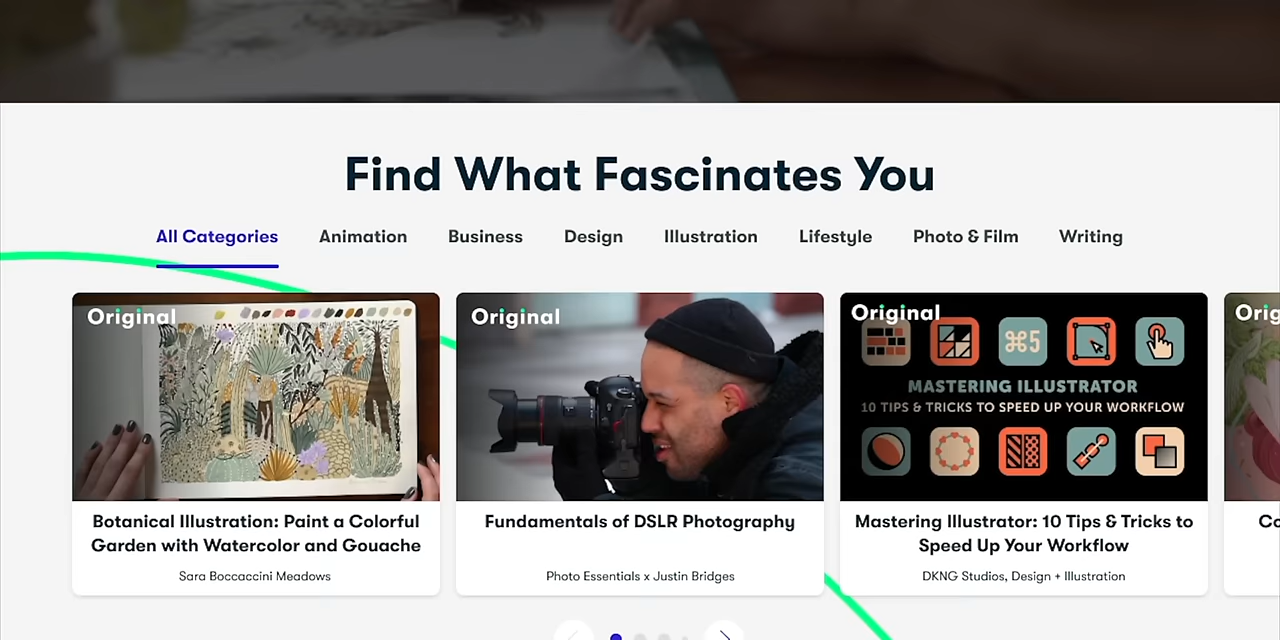 Find What Fascinates You
All Categories Animation Business Design Illustration Lifestyle Photo & Film Writing
Original Original Original
⌘5
MASTERING ILLUSTRATOR
10 TIPS & TRICKS TO SPEED UP YOUR WORKFLOW
Botanical Illustration: Paint a Colorful
Garden with Watercolor and Gouache
Sara Boccaccini Meadows
Fundamentals of DSLR Photography
Photo Essentials x Justin Bridges
Mastering Illustrator: 10 Tips & Tricks to
Speed Up Your Workflow
DKNG Studios, Design + Illustration